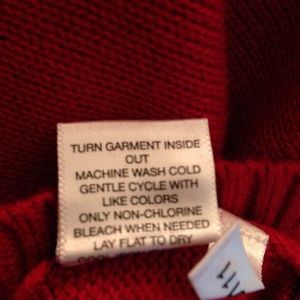 TURN GARMENT INSIDE
OUT
MACHINE WASH COLD
GENTLE CYCLE WITH
LIKE COLORS
ONLY NON-CHLORINE
BLEACH WHEN NEEDED
LAY FLAT TO DRY
COOL